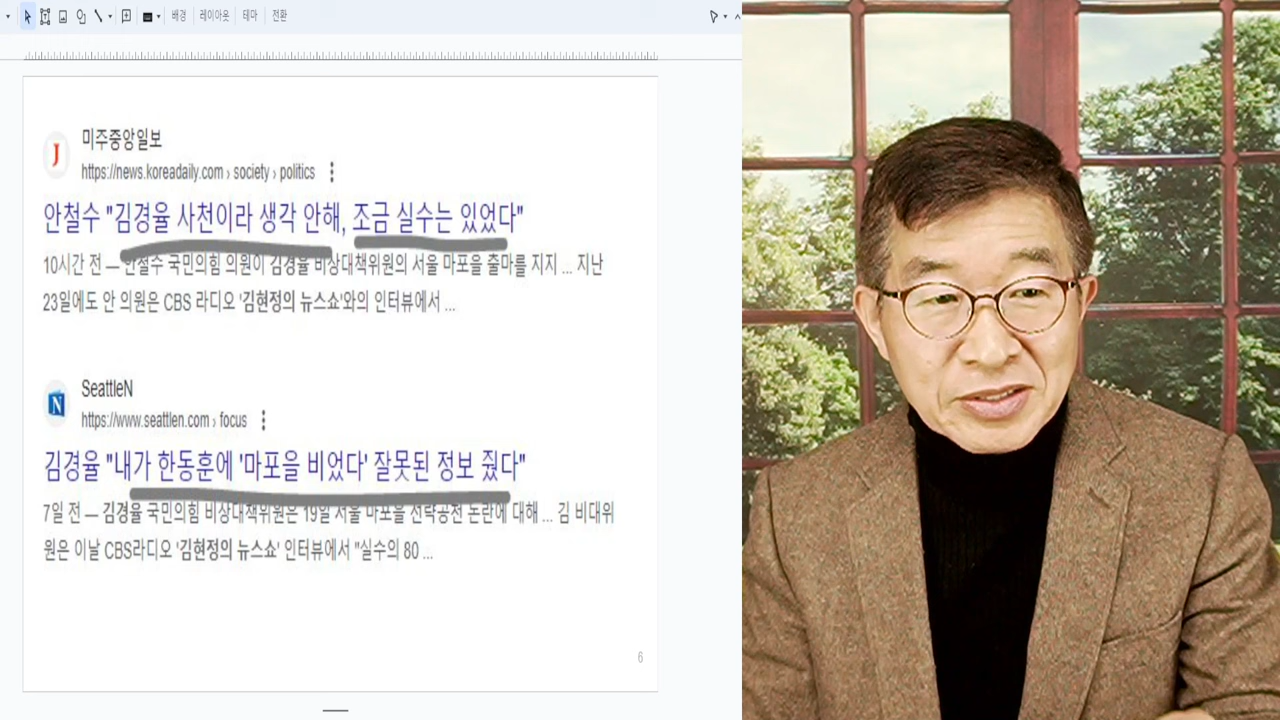 배경 레이아웃 테마 전환
미주중앙일보
https://news.koreadaily.com › society › politics
안철수 "김경율 사천이라 생각 안해, 조금 실수는 있었다"
10시간 전 — 안철수 국민의힘 의원이 김경율 비상대책위원의 서울 마포을 출마를 지지 ... 지난
23일에도 안 의원은 CBS 라디오 '김현정의 뉴스쇼'와의 인터뷰에서 ...
SeattleN
https://www.seattlen.com › focus
김경율 "내가 한동훈에 '마포을 비었다' 잘못된 정보 줬다"
7일 전 — 김경율 국민의힘 비상대책위원은 19일 서울 마포을 전략공천 논란에 대해 ... 김 비대위
원은 이날 CBS라디오 '김현정의 뉴스쇼' 인터뷰에서 "실수의 80 ...
6